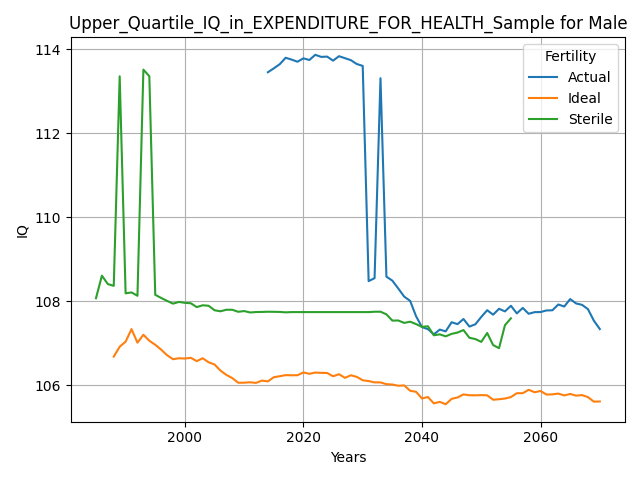 Upper_Quartile_IQ_in_EXPENDITURE_FOR_HEALTH_Sample for Male
114
112
110
108
106
IQ
2000
2020
2040
2060
Years
Fertility
Actual
Ideal
Sterile